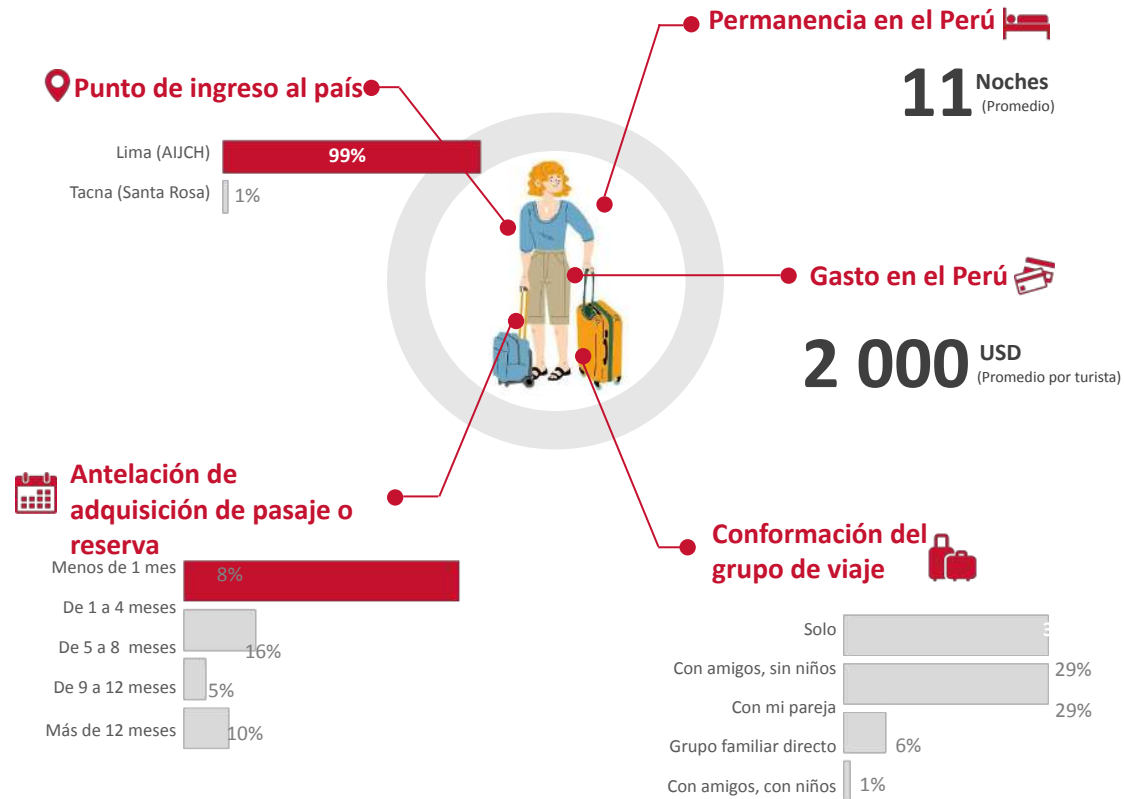 Permanencia en el Perú
11 Noches
(Promedio)
Punto de ingreso al país
Lima (AIJCH) 99%
Tacna (Santa Rosa) 1%
Gasto en el Perú
2 000 USD
(Promedio por turista)
Antelación de
adquisición de pasaje o
reserva
Menos de 1 mes 8%
De 1 a 4 meses
De 5 a 8 meses 16%
De 9 a 12 meses 5%
Más de 12 meses 10%
Conformación del
grupo de viaje
Solo
Con amigos, sin niños 29%
Con mi pareja 29%
Grupo familiar directo 6%
Con amigos, con niños 1%